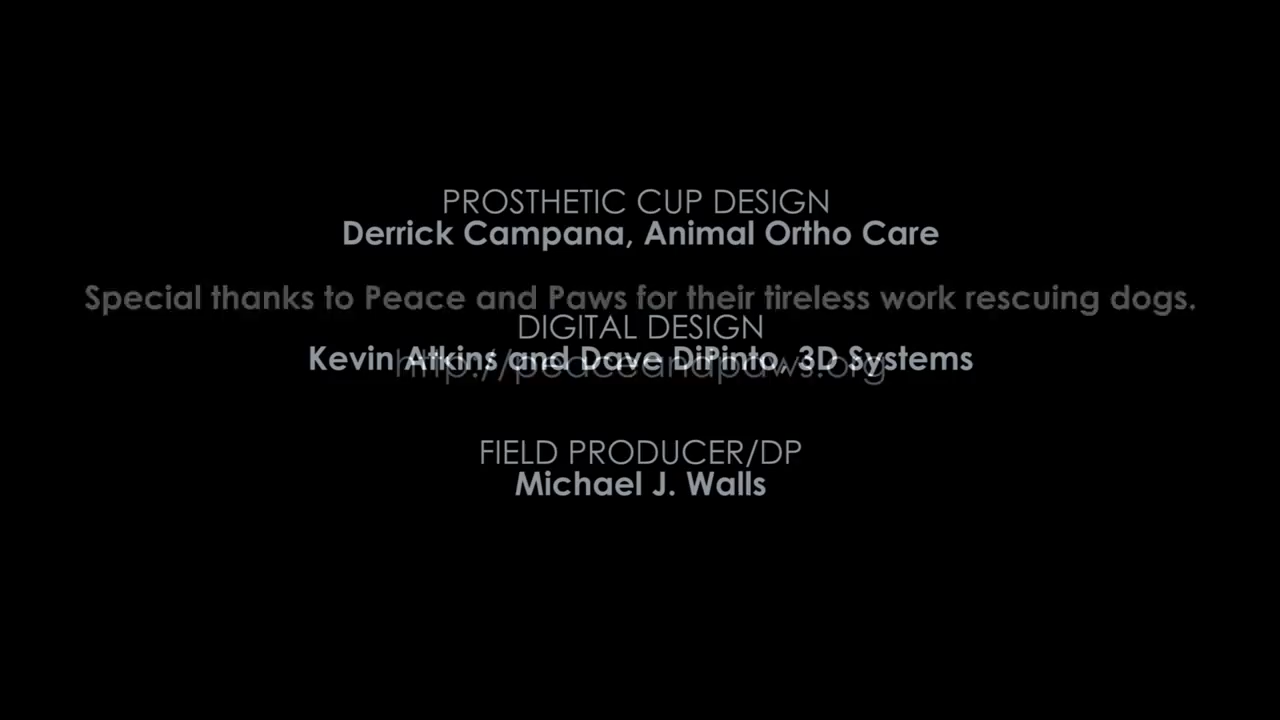 PROSTHETIC CUP DESIGN
Derrick Campana, Animal Ortho Care
Special thanks to Peace and Paws for their tireless work rescuing dogs.
DIGITAL DESIGN
Kevin Atkins and Dave DiPinto, 3D Systems
http://peaceandpaws.org
FIELD PRODUCER/DP
Michael J. Walls